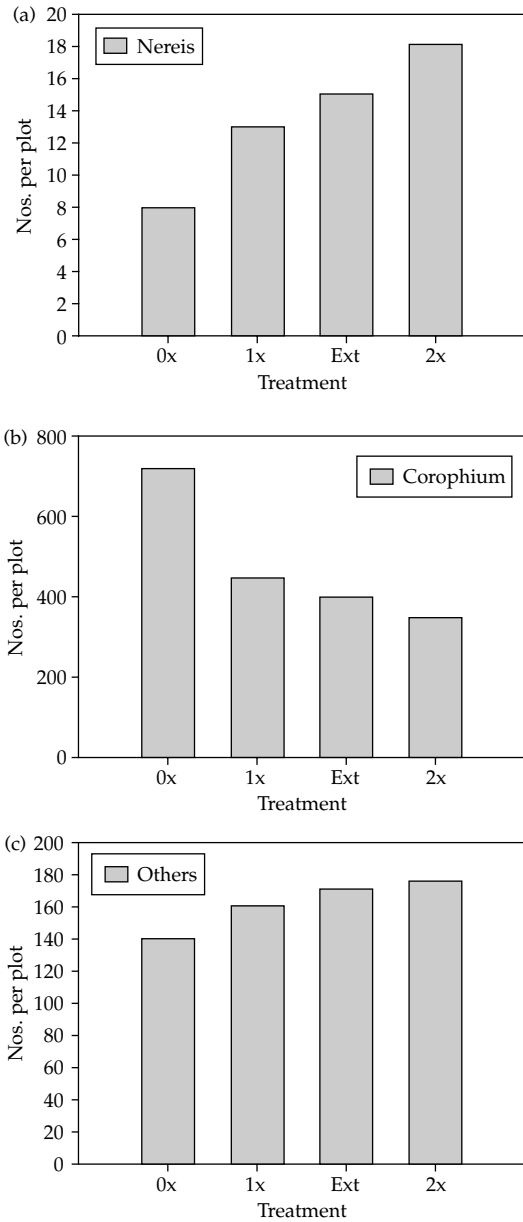 (a)
20
18
16
14
12
10
8
6
4
2
0
Nos. per plot
Nereis
0x 1x Ext 2x
Treatment
(b)
800
600
400
200
0
Nos. per plot
Corophium
0x 1x Ext 2x
Treatment
(c)
200
180
160
140
120
100
80
60
40
20
0
Nos. per plot
Others
0x 1x Ext 2x
Treatment